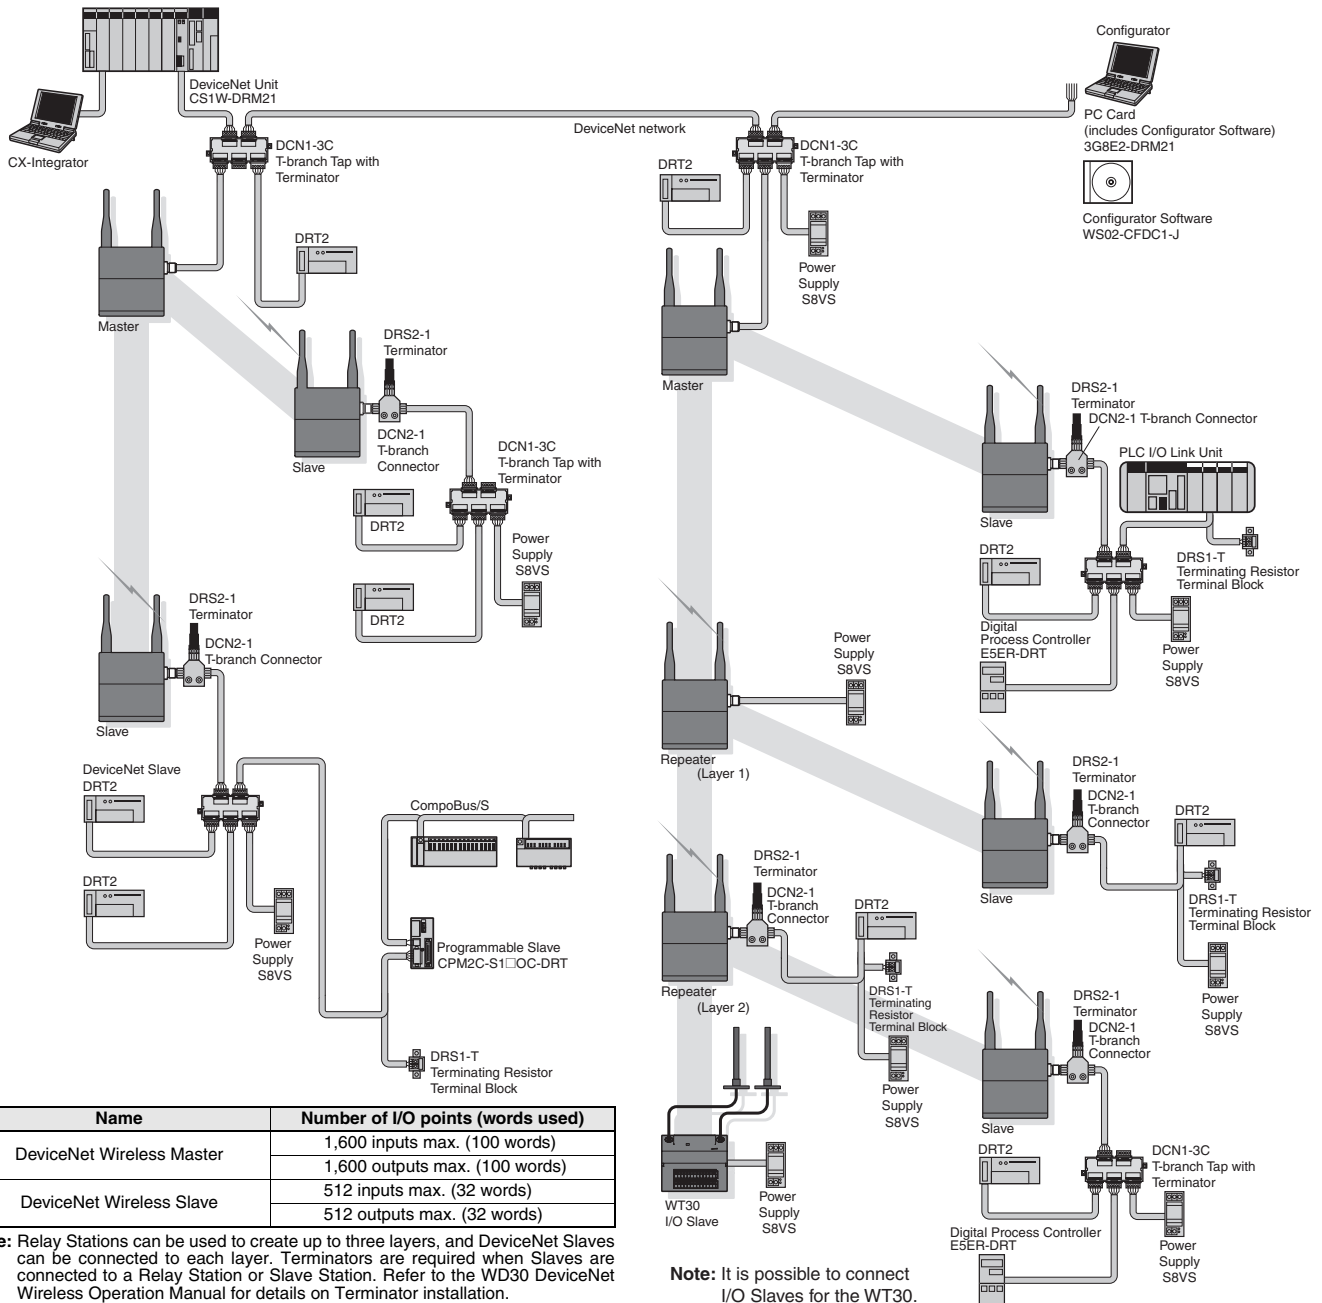 DeviceNet Unit
CS1W-DRM21
CX-Integrator
DCN1-3C
T-branch Tap with
Terminator
DeviceNet network
DRT2
DCN1-3C
T-branch Tap with
Terminator
Configurator
PC Card
(includes Configurator Software)
3G8E2-DRM21
Configurator Software
WS02-CFDC1-J
DRT2
Power
Supply
S8VS
Master
Master
DRS2-1
Terminator
DCN2-1
T-branch
Connector
Slave
DCN1-3C
T-branch Tap with
Terminator
DRT2
Power
Supply
S8VS
DRT2
DRS2-1
Terminator
DCN2-1 T-branch Connector
PLC I/O Link Unit
Slave
DRT2
DRS1-T
Terminating Resistor
Terminal Block
Digital
Process Controller
E5ER-DRT
Power
Supply
S8VS
DRS2-1
Terminator
DCN2-1
T-branch Connector
Slave
Power
Supply
S8VS
Repeater
(Layer 1)
DeviceNet Slave
DRT2
DRT2
Power
Supply
S8VS
CompoBus/S
Programmable Slave
CPM2C-S1□OC-DRT
DRS1-T
Terminating Resistor
Terminal Block
DRS2-1
Terminator
DCN2-1
T-branch
Connector
DRT2
Slave
DRS1-T
Terminating Resistor
Terminal Block
Power
Supply
S8VS
DRS2-1
Terminator
DCN2-1
T-branch
Connector
DRT2
Repeater
(Layer 2)
DRS1-T
Terminating
Resistor
Terminal Block
Power
Supply
S8VS
DRS2-1
Terminator
DCN2-1
T-branch
Connector
Slave
DRT2
DCN1-3C
T-branch Tap with
Terminator
Digital Process Controller
E5ER-DRT
Power
Supply
S8VS
WT30
I/O Slave
Power
Supply
S8VS
Name Number of I/O points (words used)
DeviceNet Wireless Master 1,600 inputs max. (100 words)
1,600 outputs max. (100 words)
DeviceNet Wireless Slave 512 inputs max. (32 words)
512 outputs max. (32 words)
e: Relay Stations can be used to create up to three layers, and DeviceNet Slaves
can be connected to each layer. Terminators are required when Slaves are
connected to a Relay Station or Slave Station. Refer to the WD30 DeviceNet
Wireless Operation Manual for details on Terminator installation.
Note: It is possible to connect
I/O Slaves for the WT30.